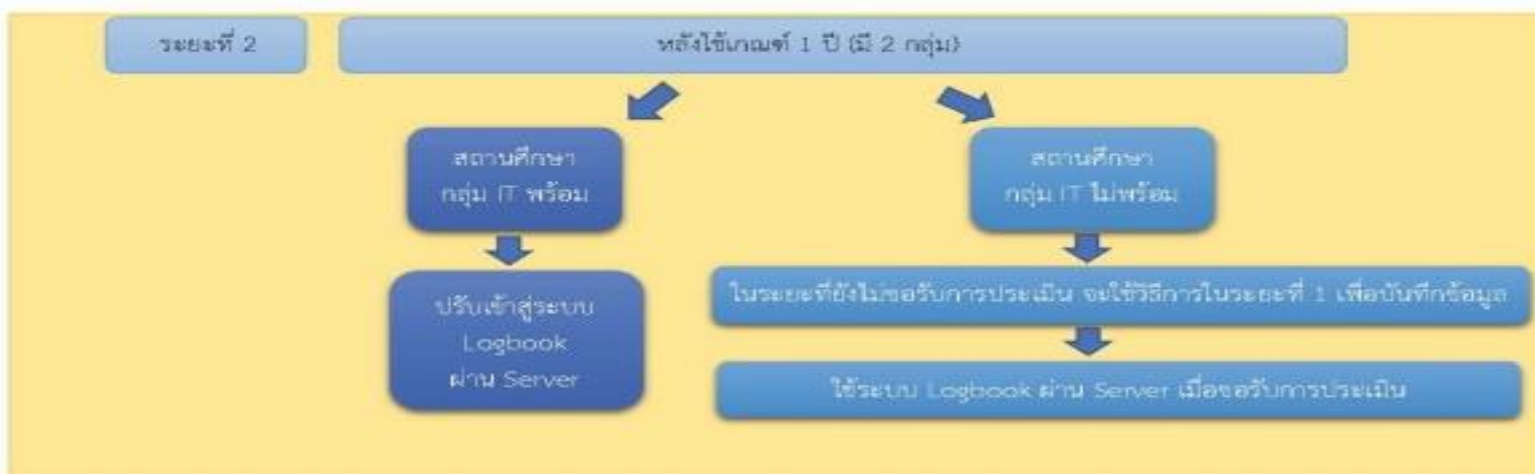 ระยะที่ 2
หลังใช้เกณฑ์ 1 ปี (มี 2 กลุ่ม)
สถานศึกษา
กลุ่ม IT พร้อม
สถานศึกษา
กลุ่ม IT ไม่พร้อม
ปรับเข้าสู่ระบบ
Logbook
ผ่าน Server
ในระยะที่ยังไม่ขอรับการประเมิน จะใช้วิธีการในระยะที่ 1 เพื่อบันทึกข้อมูล
ใช้ระบบ Logbook ผ่าน Server เมื่อขอรับการประเมิน